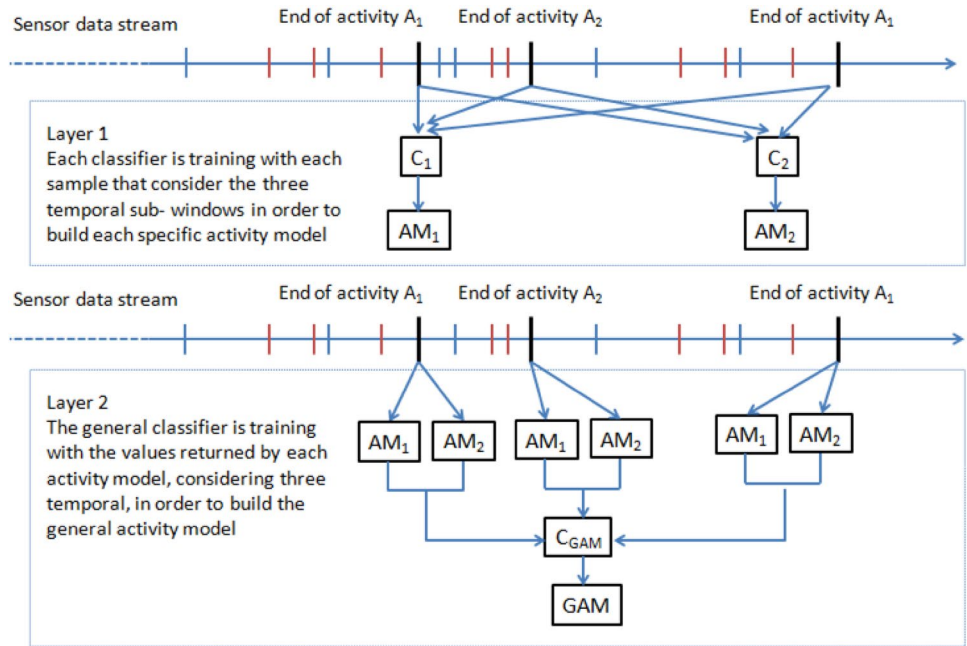 End of activity A₁ End of activity A₂ End of activity A₁
Sensor data stream
Layer 1
Each classifier is training with each
sample that consider the three
temporal sub- windows in order to
build each specific activity model
C₁ C₂
AM₁ AM₂
Sensor data stream End of activity A₁ End of activity A₂ End of activity A₁
Layer 2
The general classifier is training
with the values returned by each
activity model, considering three
temporal, in order to build the
general activity model
AM₁ AM₂ AM₁ AM₂ AM₁ AM₂
C_GAM
GAM